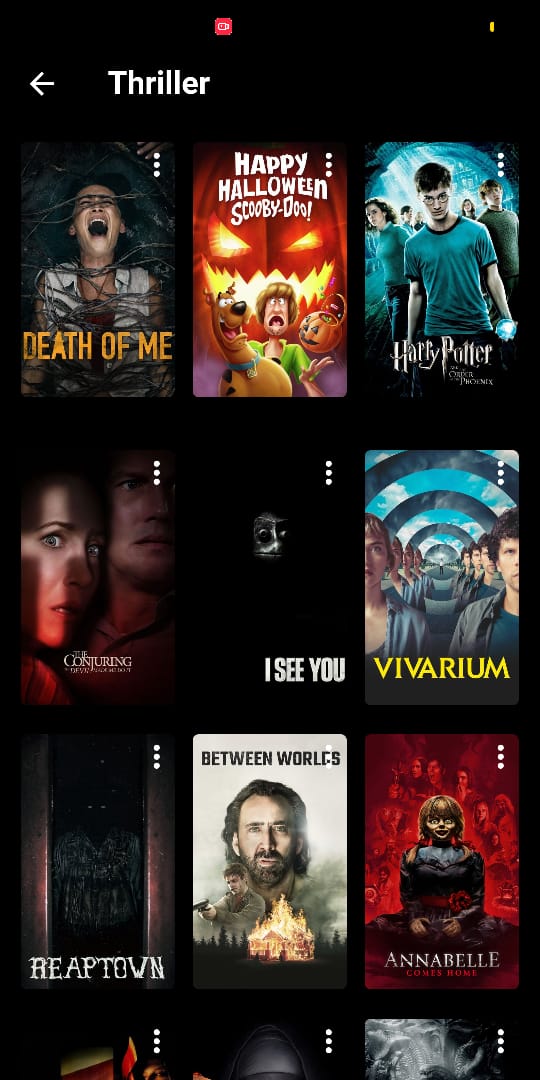 Thriller
DEATH OF ME
HAPPY
HALLOWEEN
SCOOBY-DOO!
Harry Potter
AND THE
ORDER
OF THE
PHOENIX
THE
CONJURING
THE DEVIL MADE ME DO IT
I SEE YOU
VIVARIUM
REAPTOWN
BETWEEN WORLDS
ANNABELLE
COMES HOME